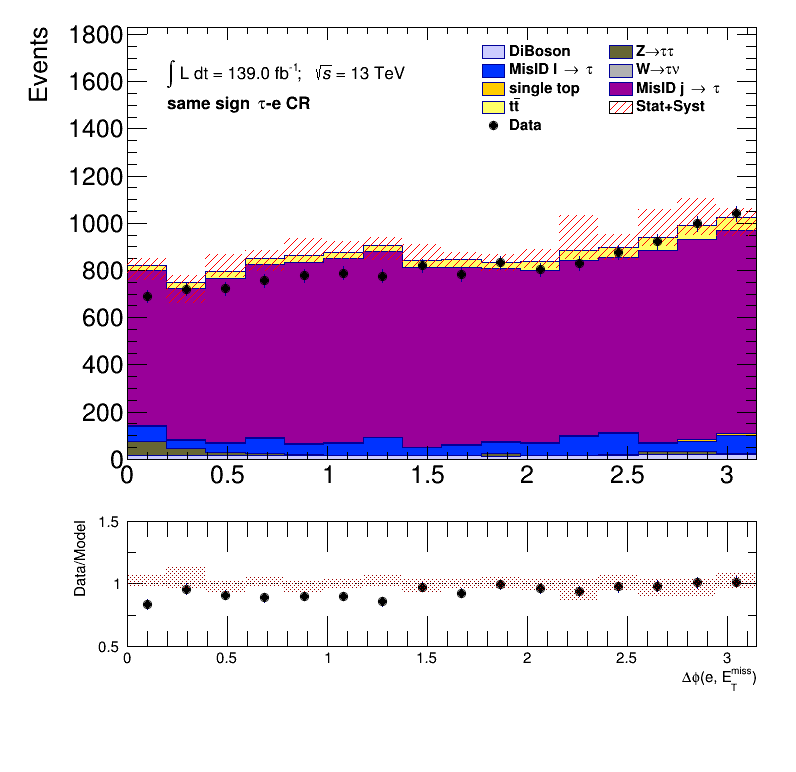 Events
1800
1600
1400
1200
1000
800
600
400
200
0
0 0.5 1 1.5 2 2.5 3
∫ L dt = 139.0 fb⁻¹; √s = 13 TeV
same sign τ-e CR
DiBoson
MisID l → τ
single top
tt̄
Data
Z→ττ
W→τν
MisID j → τ
Stat+Syst
Data/Model
1.5
1
0.5
0 0.5 1 1.5 2 2.5 3
Δϕ(e, E_T^miss)